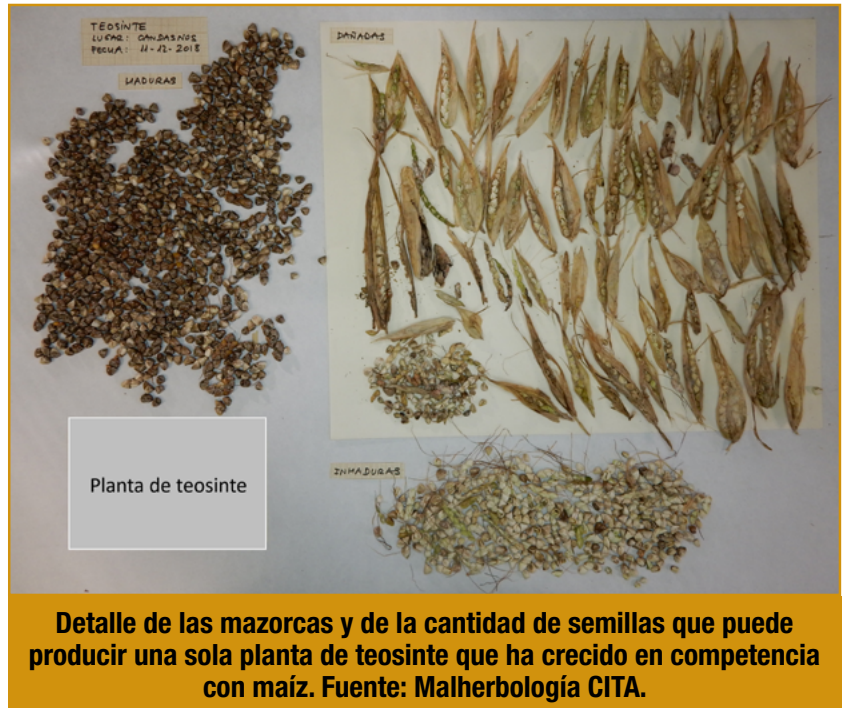 TEOSINTE
LUGAR: CANDASNOS
FECHA: 11-12-2018
MADURAS
DAÑADAS
Planta de teosinte
INMADURAS
Detalle de las mazorcas y de la cantidad de semillas que puede
producir una sola planta de teosinte que ha crecido en competencia
con maíz. Fuente: Malherbología CITA.